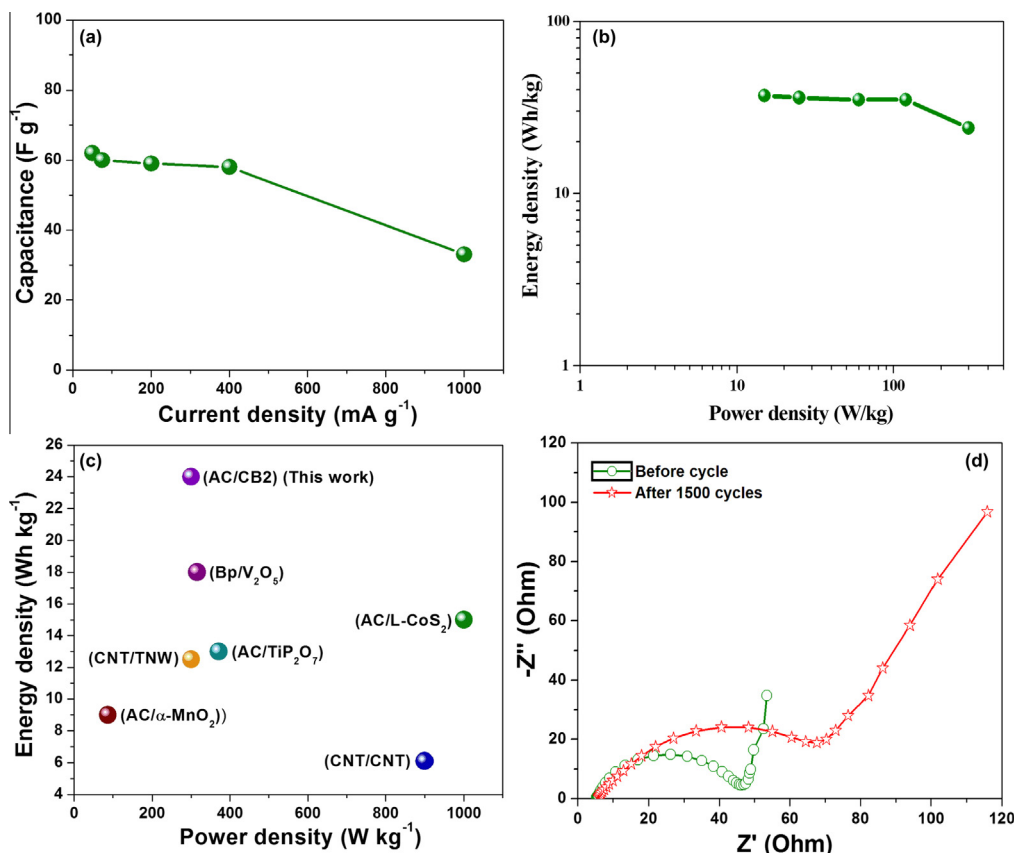 (a)
100
80
60
40
20
0
Capacitance (F g⁻¹)
0 200 400 600 800 1000
Current density (mA g⁻¹)
(b)
100
10
1
Energy density (Wh/kg)
1 10 100
Power density (W/kg)
(c)
26
24
22
20
18
16
14
12
10
8
6
4
Energy density (Wh kg⁻¹)
(AC/CB2) (This work)
(Bp/V₂O₅)
(AC/L-CoS₂)
(CNT/TNW)
(AC/TiP₂O₇)
(AC/α-MnO₂))
(CNT/CNT)
0 200 400 600 800 1000
Power density (W kg⁻¹)
(d)
120
100
80
60
40
20
0
-Z" (Ohm)
Before cycle
After 1500 cycles
0 20 40 60 80 100 120
Z' (Ohm)